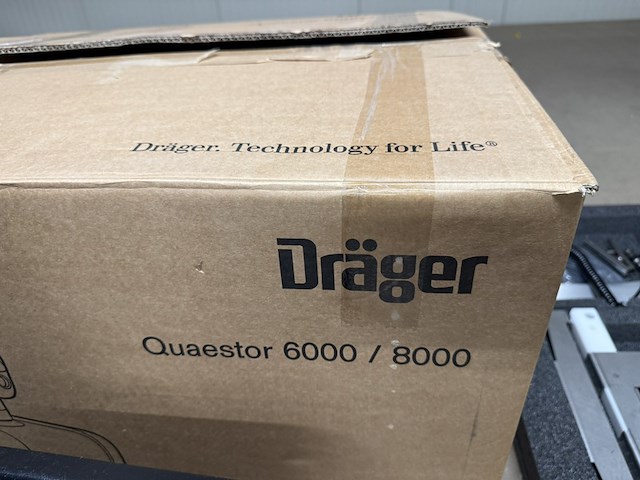 Dräger. Technology for Life®
Dräger
Quaestor 6000 / 8000